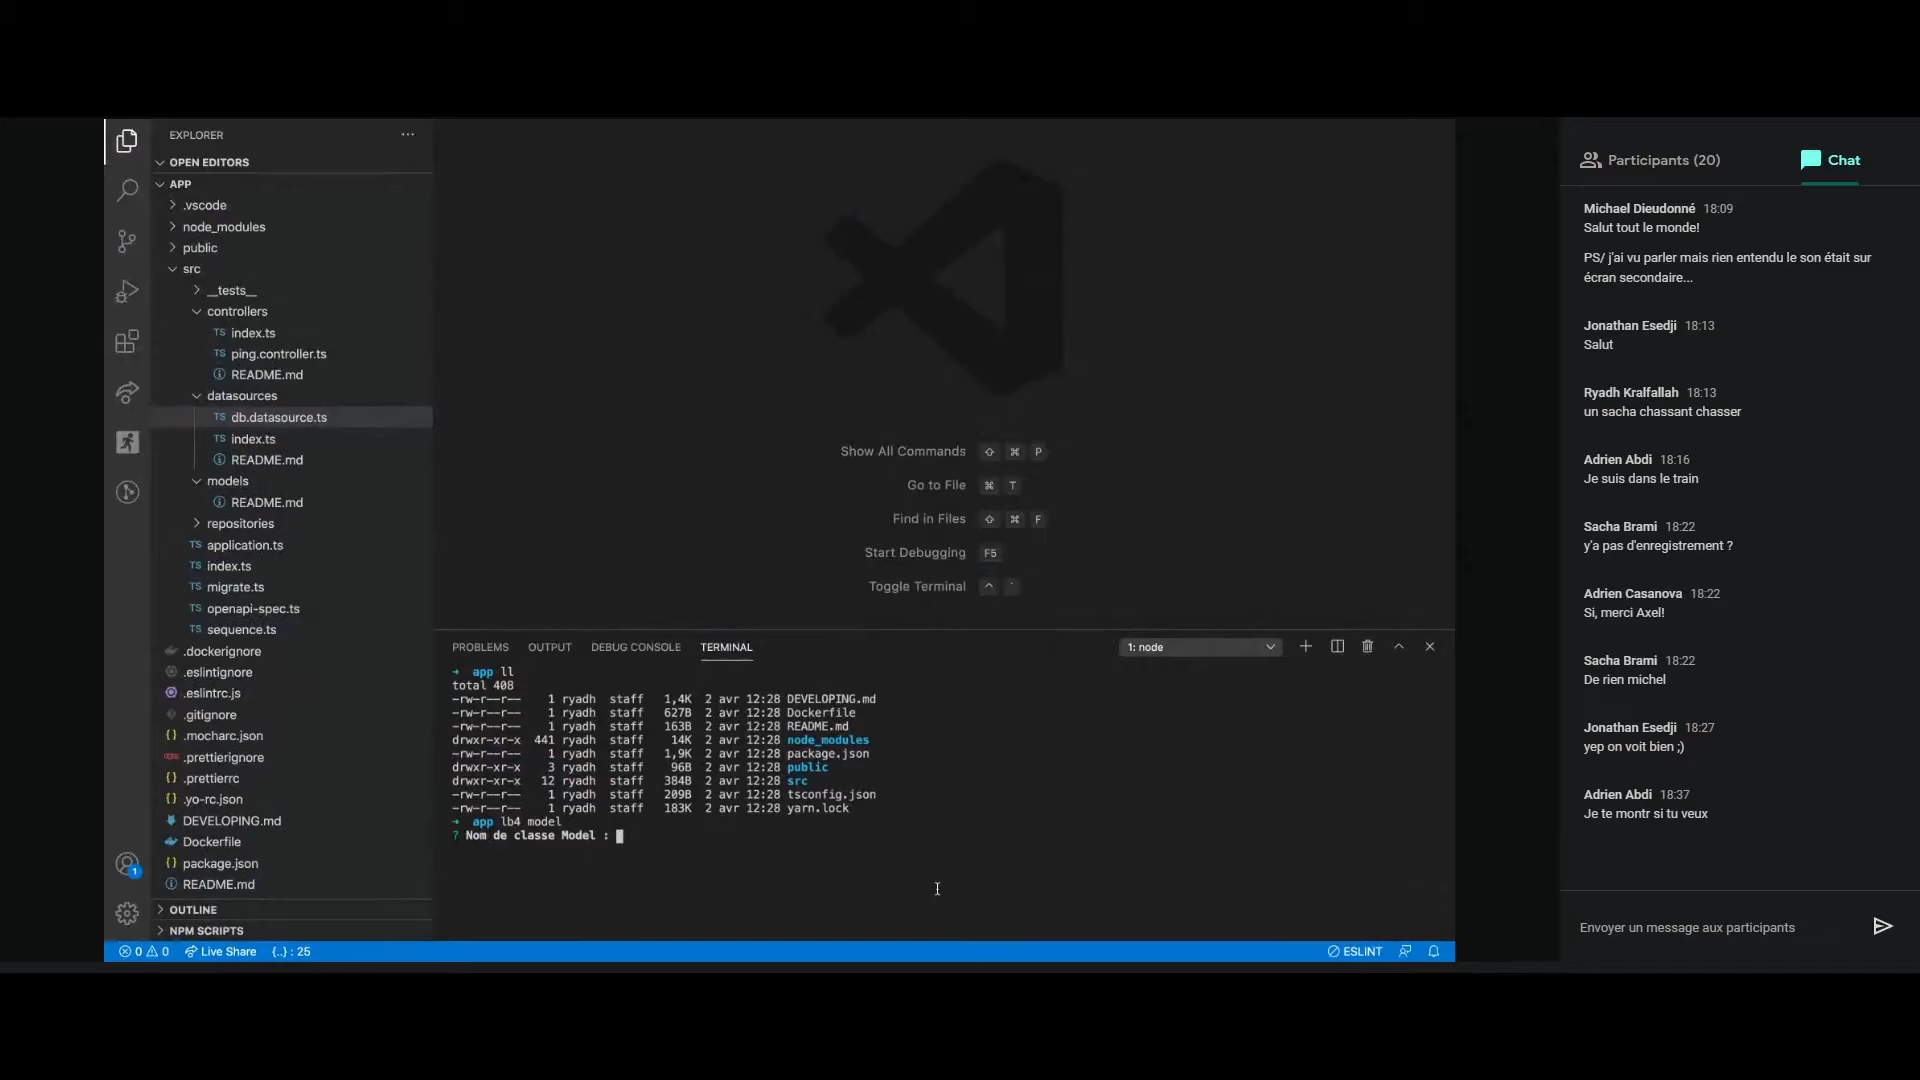 EXPLORER
OPEN EDITORS
APP
.vscode
node_modules
public
src
__tests__
controllers
TS index.ts
TS ping.controller.ts
README.md
datasources
TS db.datasource.ts
TS index.ts
README.md
models
README.md
repositories
TS application.ts
TS index.ts
TS migrate.ts
TS openapi-spec.ts
TS sequence.ts
.dockerignore
.eslintignore
.eslintrc.js
.gitignore
{} .mocharc.json
.prettierignore
{} .prettierrc
{} .yo-rc.json
DEVELOPING.md
Dockerfile
{} package.json
README.md
OUTLINE
NPM SCRIPTS
1
Show All Commands ⇧ ⌘ P
Go to File ⌘ T
Find in Files ⇧ ⌘ F
Start Debugging F5
Toggle Terminal ^ `
PROBLEMS OUTPUT DEBUG CONSOLE TERMINAL
1: node
→ app ll
total 408
-rw-r--r-- 1 ryadh staff 1,4K 2 avr 12:28 DEVELOPING.md
-rw-r--r-- 1 ryadh staff 627B 2 avr 12:28 Dockerfile
-rw-r--r-- 1 ryadh staff 163B 2 avr 12:28 README.md
drwxr-xr-x 441 ryadh staff 14K 2 avr 12:28 node_modules
-rw-r--r-- 1 ryadh staff 1,9K 2 avr 12:28 package.json
drwxr-xr-x 3 ryadh staff 96B 2 avr 12:28 public
drwxr-xr-x 12 ryadh staff 384B 2 avr 12:28 src
-rw-r--r-- 1 ryadh staff 209B 2 avr 12:28 tsconfig.json
-rw-r--r-- 1 ryadh staff 183K 2 avr 12:28 yarn.lock
→ app lb4 model
? Nom de classe Model :
0 0 Live Share {..} : 25
ESLINT
Participants (20) Chat
Michael Dieudonné 18:09
Salut tout le monde!
PS/ j'ai vu parler mais rien entendu le son était sur
écran secondaire...
Jonathan Esedji 18:13
Salut
Ryadh Kralfallah 18:13
un sacha chassant chasser
Adrien Abdi 18:16
Je suis dans le train
Sacha Brami 18:22
y'a pas d'enregistrement ?
Adrien Casanova 18:22
Si, merci Axel!
Sacha Brami 18:22
De rien michel
Jonathan Esedji 18:27
yep on voit bien ;)
Adrien Abdi 18:37
Je te montr si tu veux
Envoyer un message aux participants